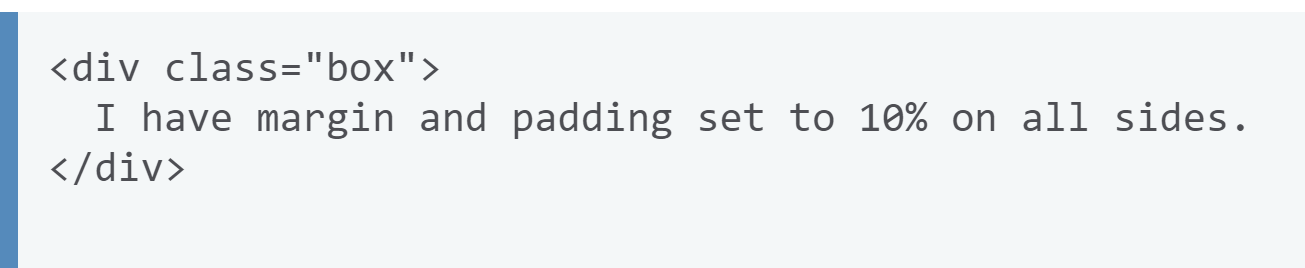 <div class="box">
  I have margin and padding set to 10% on all sides.
</div>